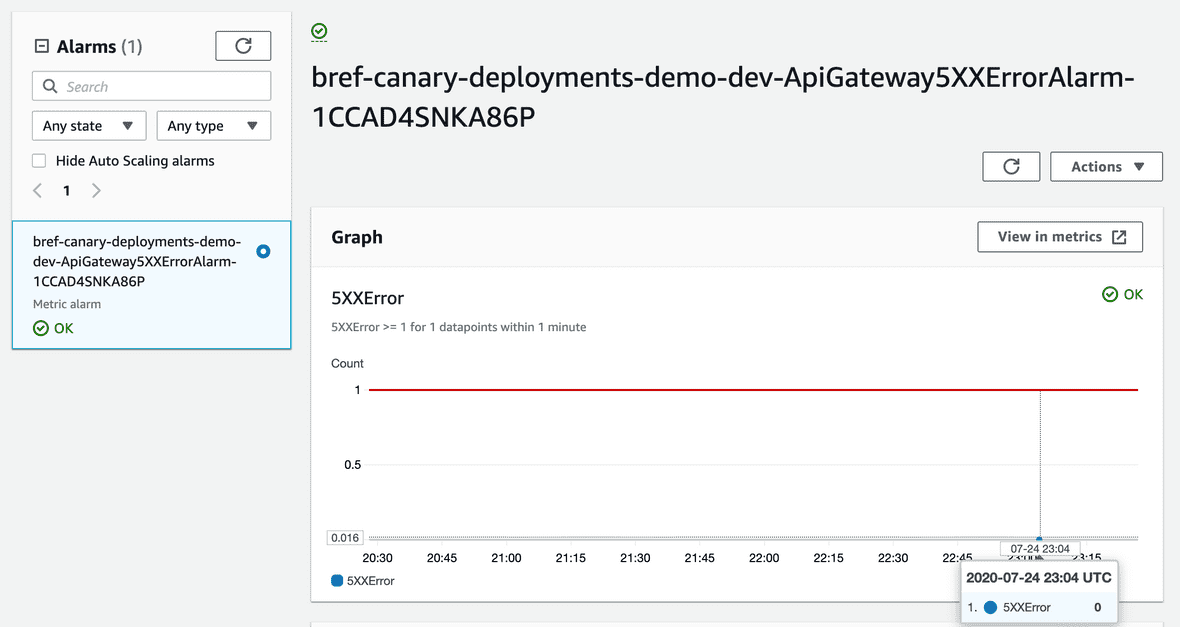 Alarms (1)
Search
Any state
Any type
Hide Auto Scaling alarms
1
bref-canary-deployments-demo-
dev-ApiGateway5XXErrorAlarm-
1CCAD4SNKA86P
Metric alarm
OK
bref-canary-deployments-demo-dev-ApiGateway5XXErrorAlarm-
1CCAD4SNKA86P
Actions
Graph
View in metrics
5XXError
OK
5XXError >= 1 for 1 datapoints within 1 minute
Count
1
0.5
0.016
20:30 20:45 21:00 21:15 21:30 21:45 22:00 22:15 22:30 22:45 23:00 23:15
07-24 23:04
5XXError
2020-07-24 23:04 UTC
1. 5XXError 0